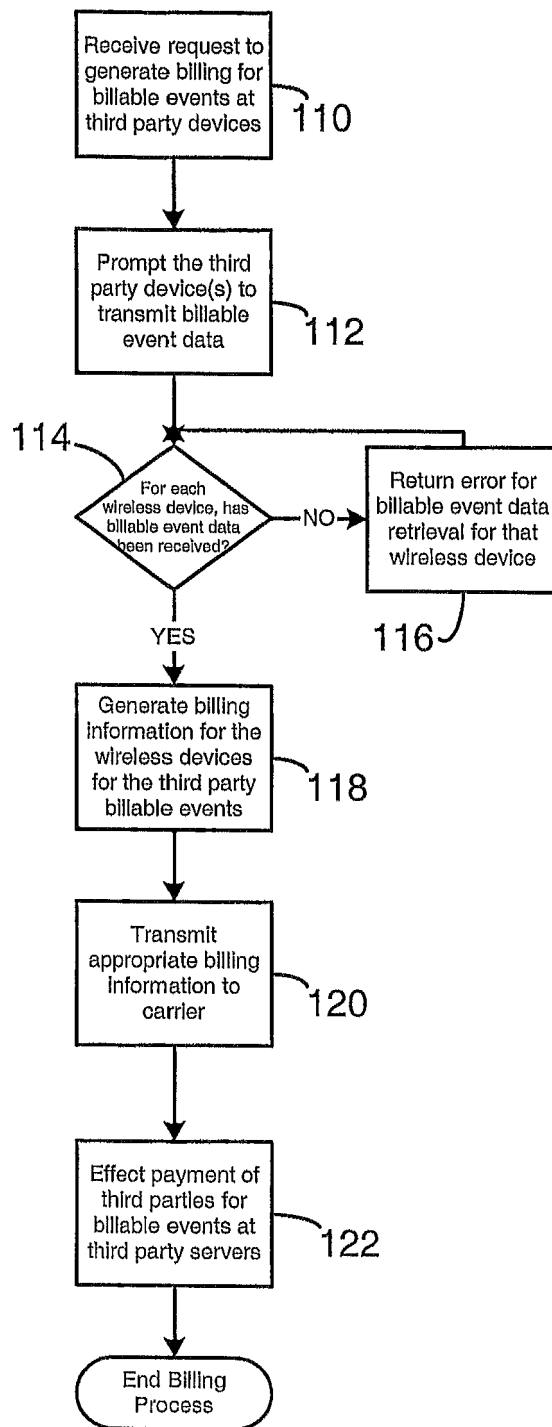 Receive request to
generate billing for
billable events at
third party devices
110
Prompt the third
party device(s) to
transmit billable
event data
112
114
For each
wireless device, has
billable event data
been received?
NO
Return error for
billable event data
retrieval for that
wireless device
116
YES
Generate billing
information for the
wireless devices
for the third party
billable events
118
Transmit
appropriate billing
information to
carrier
120
Effect payment of
third parties for
billable events at
third party servers
122
End Billing
Process